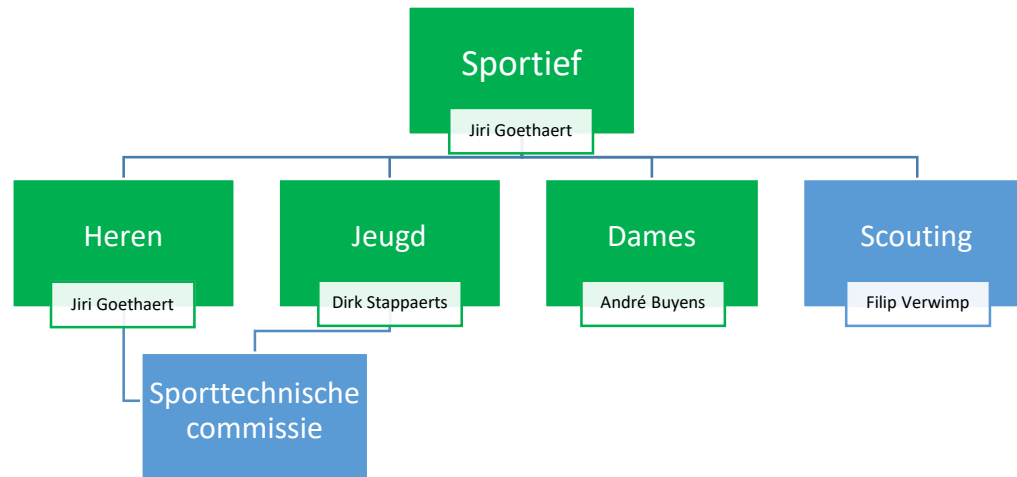 Sportief
Jiri Goethaert
Heren
Jiri Goethaert
Jeugd
Dirk Stappaerts
Dames
André Buyens
Scouting
Filip Verwimp
Sporttechnische
commissie